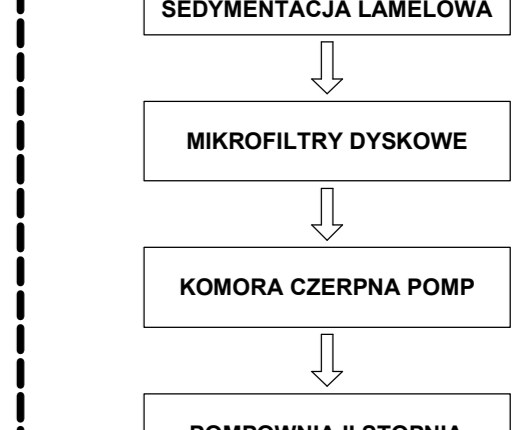 SEDYMENTACJA LAMELOWA
MIKROFILTRY DYSKOWE
KOMORA CZERPNA POMP
POMPOWNIA II STOPNIA